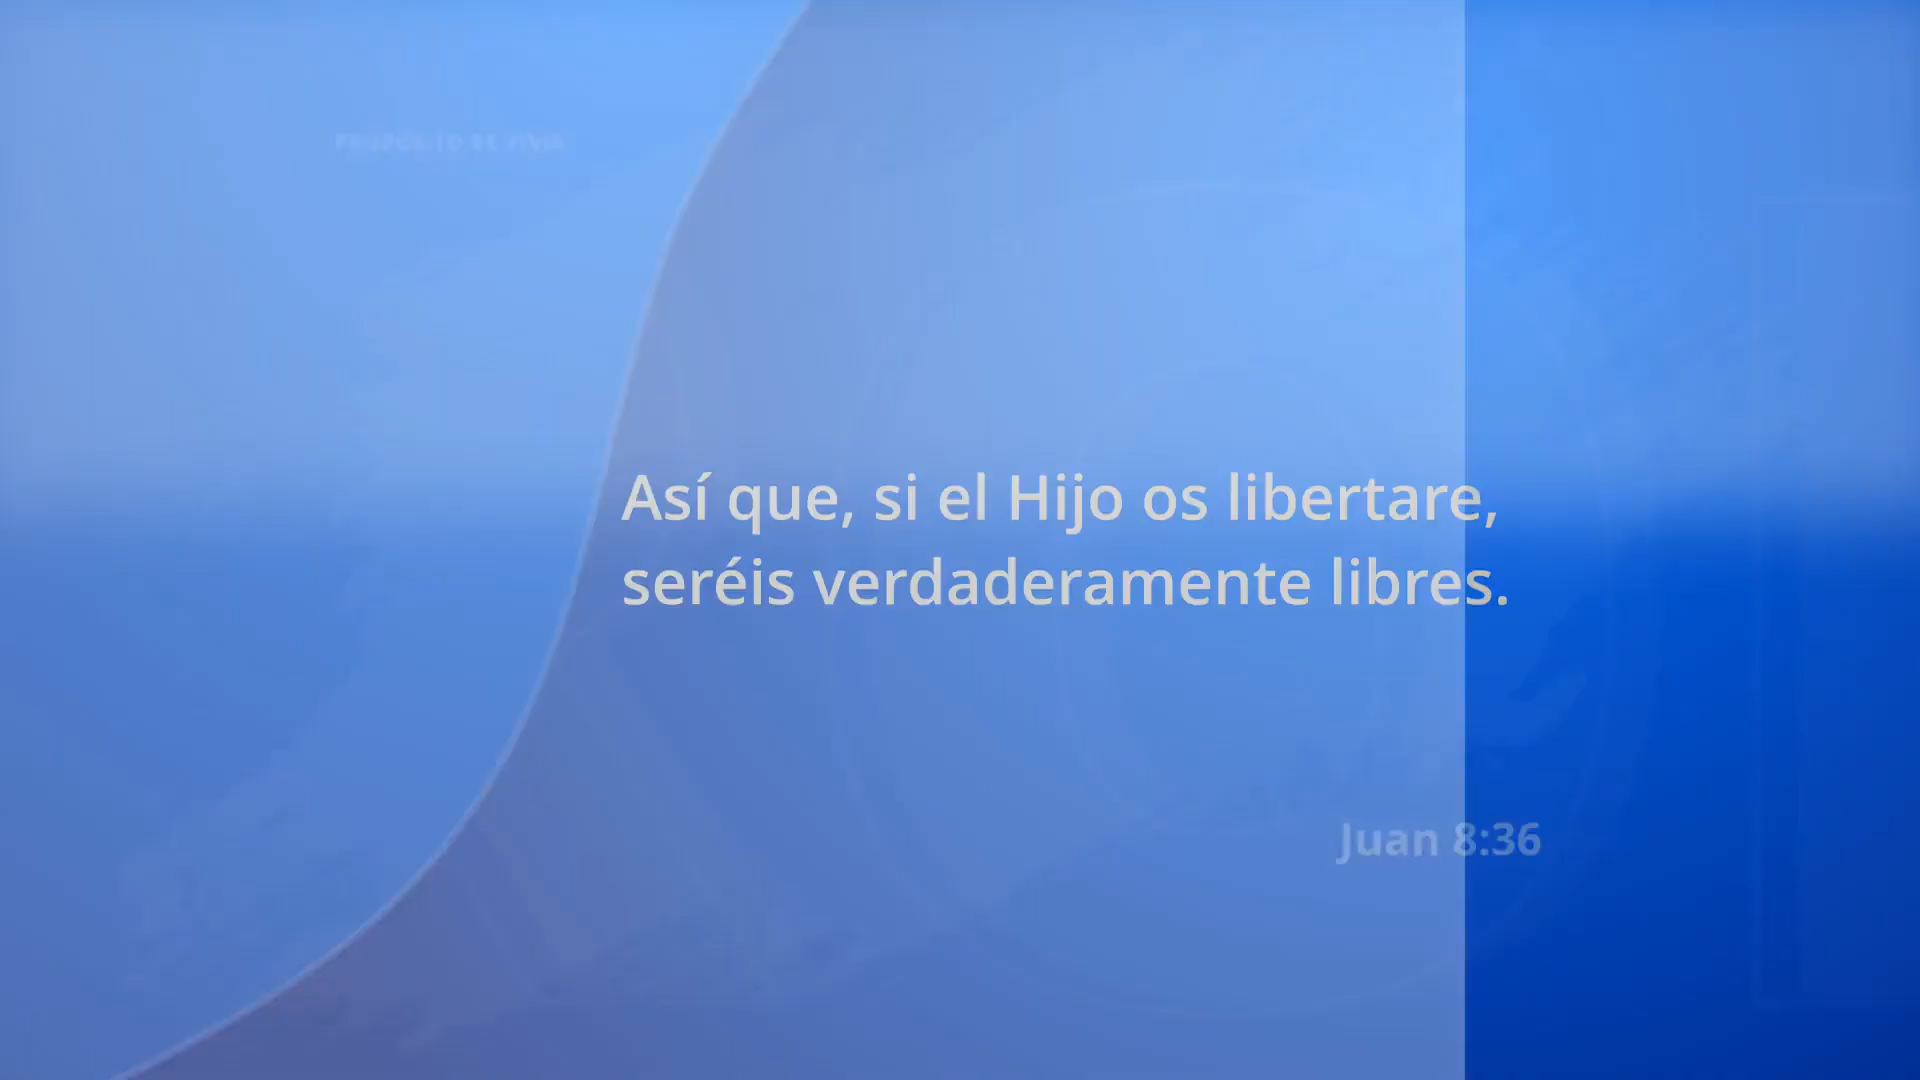 Así que, si el Hijo os libertare,
seréis verdaderamente libres.
Juan 8:36